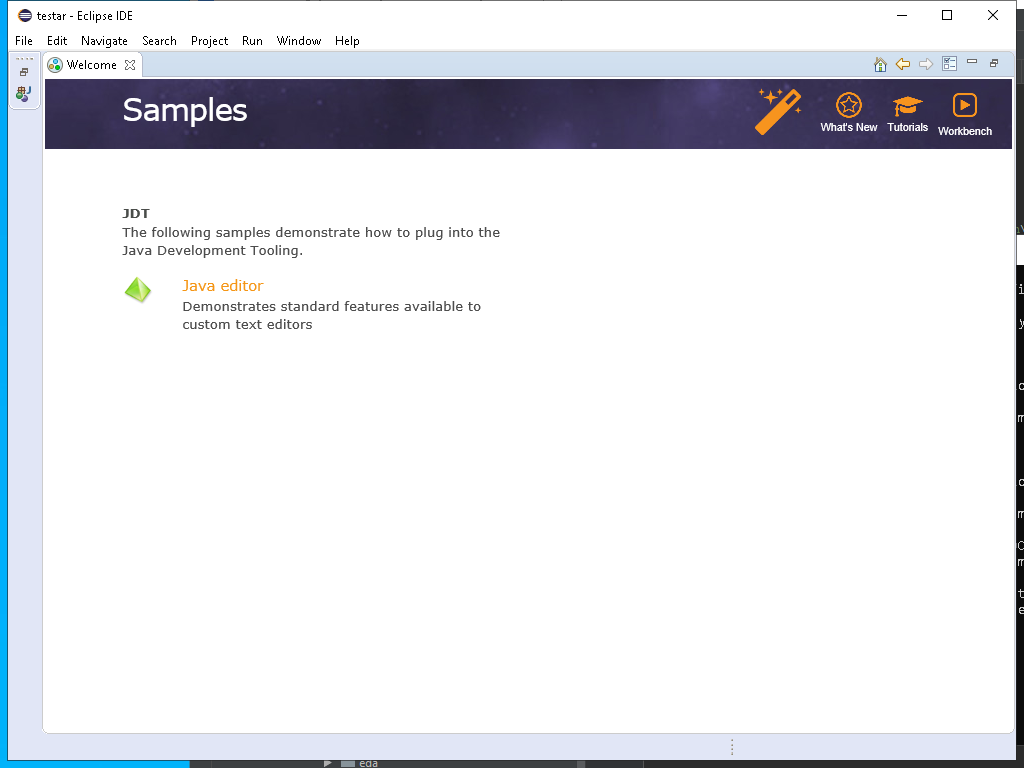 testar - Eclipse IDE
File Edit Navigate Search Project Run Window Help
Welcome
Samples
What's New Tutorials Workbench
JDT
The following samples demonstrate how to plug into the
Java Development Tooling.
Java editor
Demonstrates standard features available to
custom text editors
eda